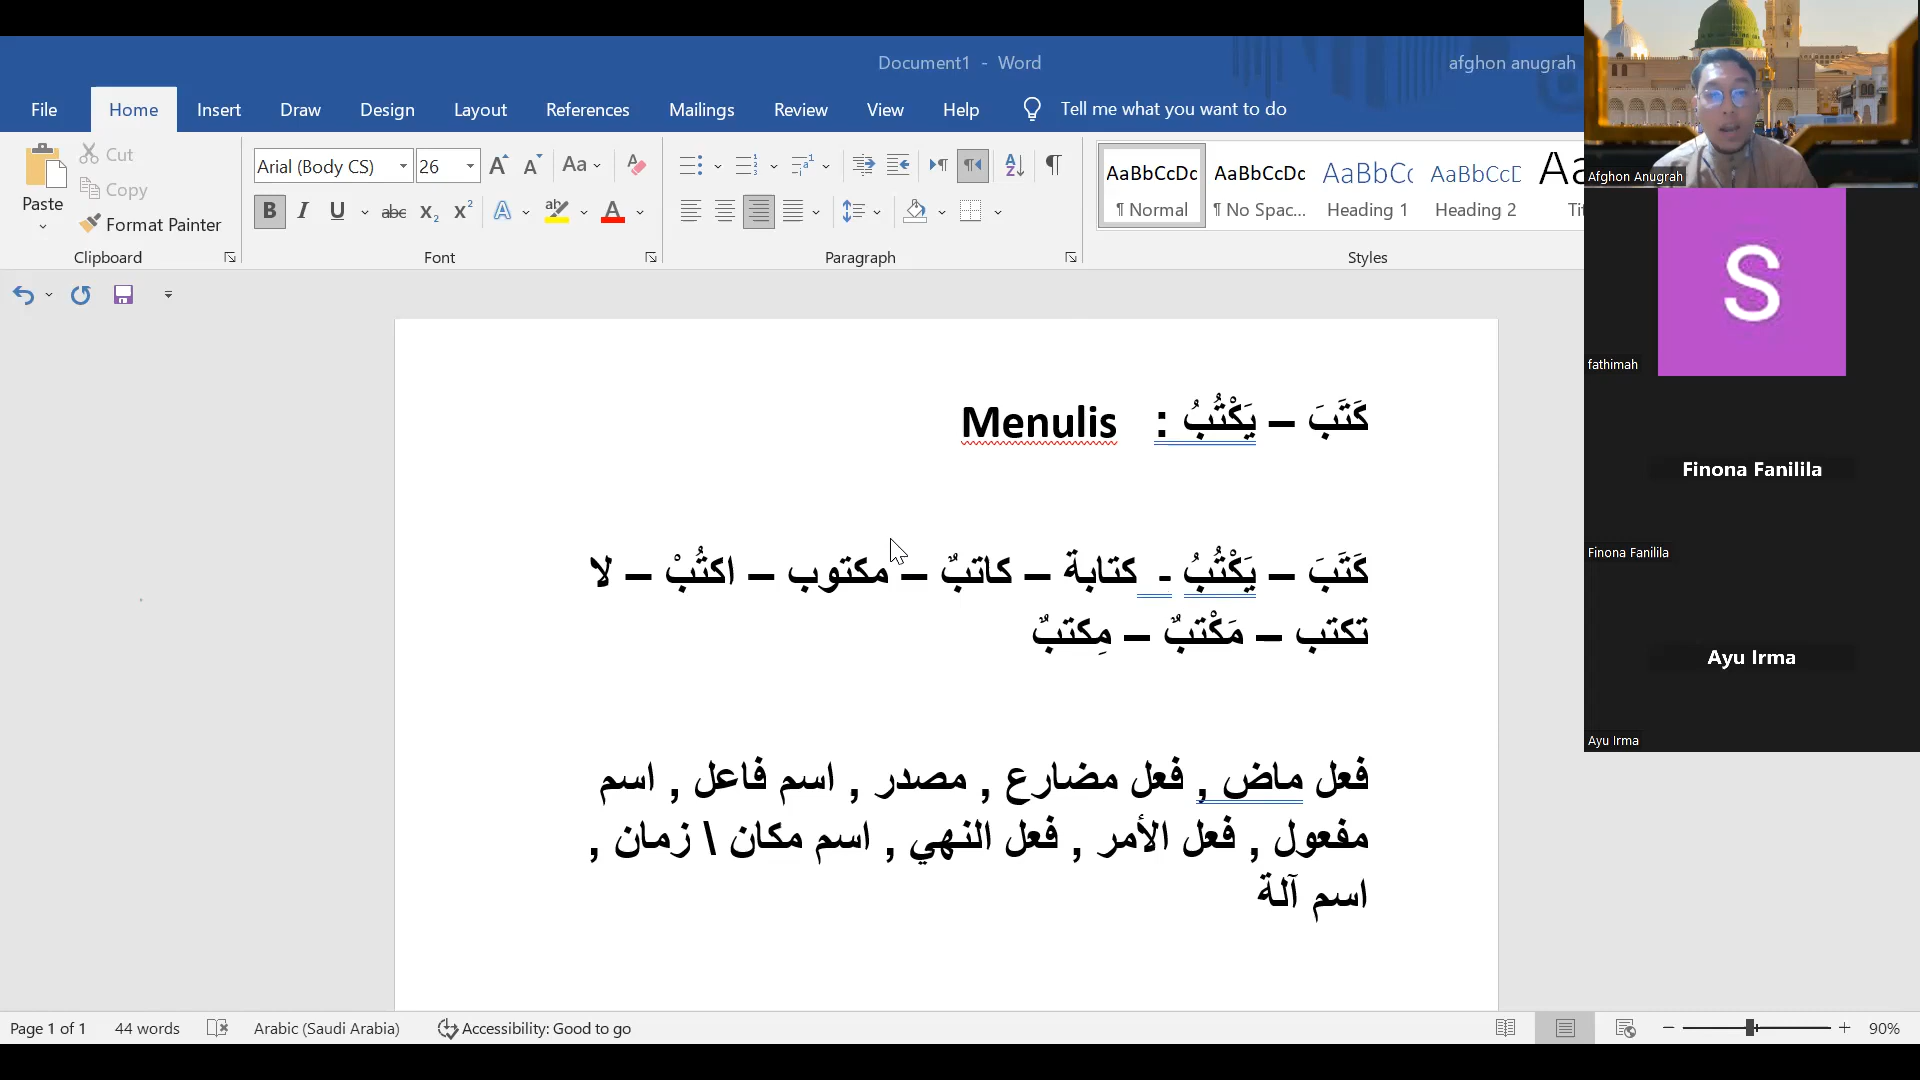 Document1 - Word
afghon anugrah
File Home Insert Draw Design Layout References Mailings Review View Help Tell me what you want to do
Cut
Copy
Paste
Format Painter
Clipboard
Arial (Body CS) 26
Font
Paragraph
AaBbCcDc AaBbCcDc AaBbCc AaBbCcD Aa
¶ Normal ¶ No Spac... Heading 1 Heading 2 Tit
Styles
كَتَبَ – يَكْتُبُ : Menulis
كَتَبَ – يَكْتُبُ - كتابة – كاتبٌ – مكتوب – اكتُبْ – لا
تكتب – مَكْتبٌ – مِكتبٌ
فعل ماض , فعل مضارع , مصدر , اسم فاعل , اسم
مفعول , فعل الأمر , فعل النهي , اسم مكان \ زمان ,
اسم آلة
Afghon Anugrah
S
fathimah
Finona Fanilila
Finona Fanilila
Ayu Irma
Ayu Irma
Page 1 of 1 44 words Arabic (Saudi Arabia) Accessibility: Good to go 90%